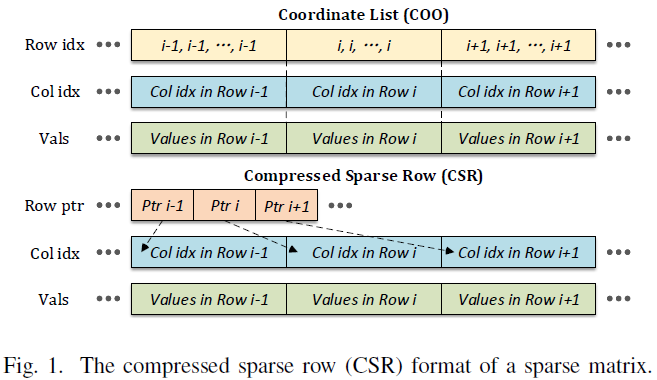 Coordinate List (COO)
Row idx ••• i-1, i-1, ···, i-1 i, i, ···, i i+1, i+1, ···, i+1 •••
Col idx ••• Col idx in Row i-1 Col idx in Row i Col idx in Row i+1 •••
Vals ••• Values in Row i-1 Values in Row i Values in Row i+1 •••
Compressed Sparse Row (CSR)
Row ptr ••• Ptr i-1 Ptr i Ptr i+1 •••
Col idx ••• Col idx in Row i-1 Col idx in Row i Col idx in Row i+1 •••
Vals ••• Values in Row i-1 Values in Row i Values in Row i+1 •••
Fig. 1. The compressed sparse row (CSR) format of a sparse matrix.